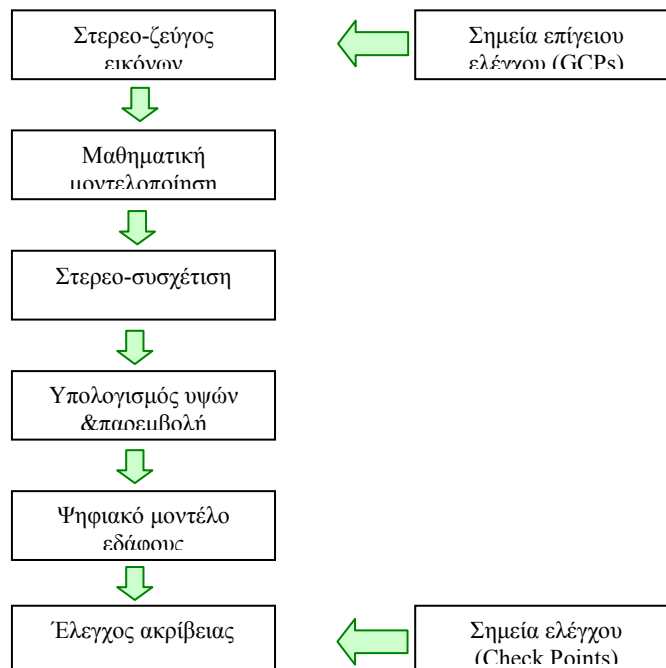 Στερεο-ζεύγος
εικόνων
Σημεία επίγειου
ελέγχου (GCPs)
Μαθηματική
μοντελοποίηση
Στερεο-συσχέτιση
Υπολογισμός υψών
&παρεμβολή
Ψηφιακό μοντέλο
εδάφους
Έλεγχος ακρίβειας
Σημεία ελέγχου
(Check Points)